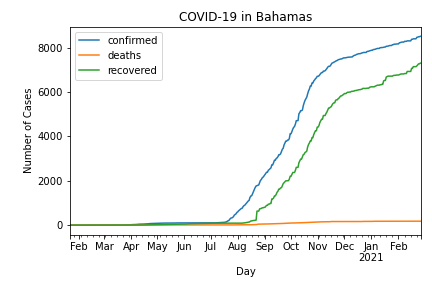 COVID-19 in Bahamas
confirmed
deaths
recovered
Number of Cases
8000
6000
4000
2000
0
Feb Mar Apr May Jun Jul Aug Sep Oct Nov Dec Jan Feb
2021
Day